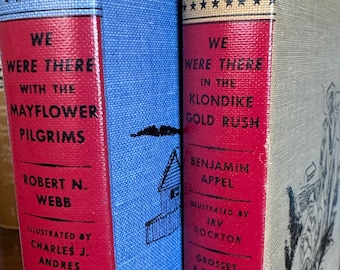 WE
WERE THERE
WITH THE
MAYFLOWER
PILGRIMS
ROBERT N.
WEBB
ILLUSTRATED BY
CHARLES J.
ANDRES
WE
WERE THERE
IN THE
KLONDIKE
GOLD RUSH
BENJAMIN
APPEL
ILLUSTRATED BY
IRV
DOCKTOR
GROSSET